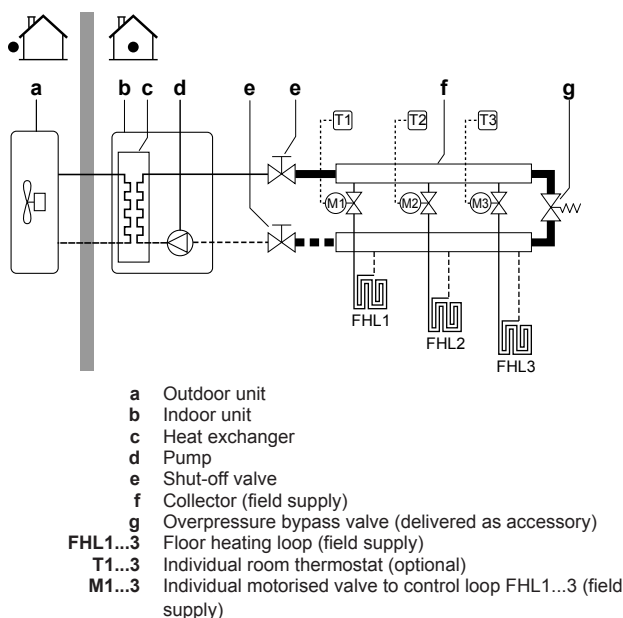 a b c d e e f g
T1 T2 T3
M1 M2 M3
FHL1
FHL2
FHL3
a Outdoor unit
b Indoor unit
c Heat exchanger
d Pump
e Shut-off valve
f Collector (field supply)
g Overpressure bypass valve (delivered as accessory)
FHL1...3 Floor heating loop (field supply)
T1...3 Individual room thermostat (optional)
M1...3 Individual motorised valve to control loop FHL1...3 (field
supply)